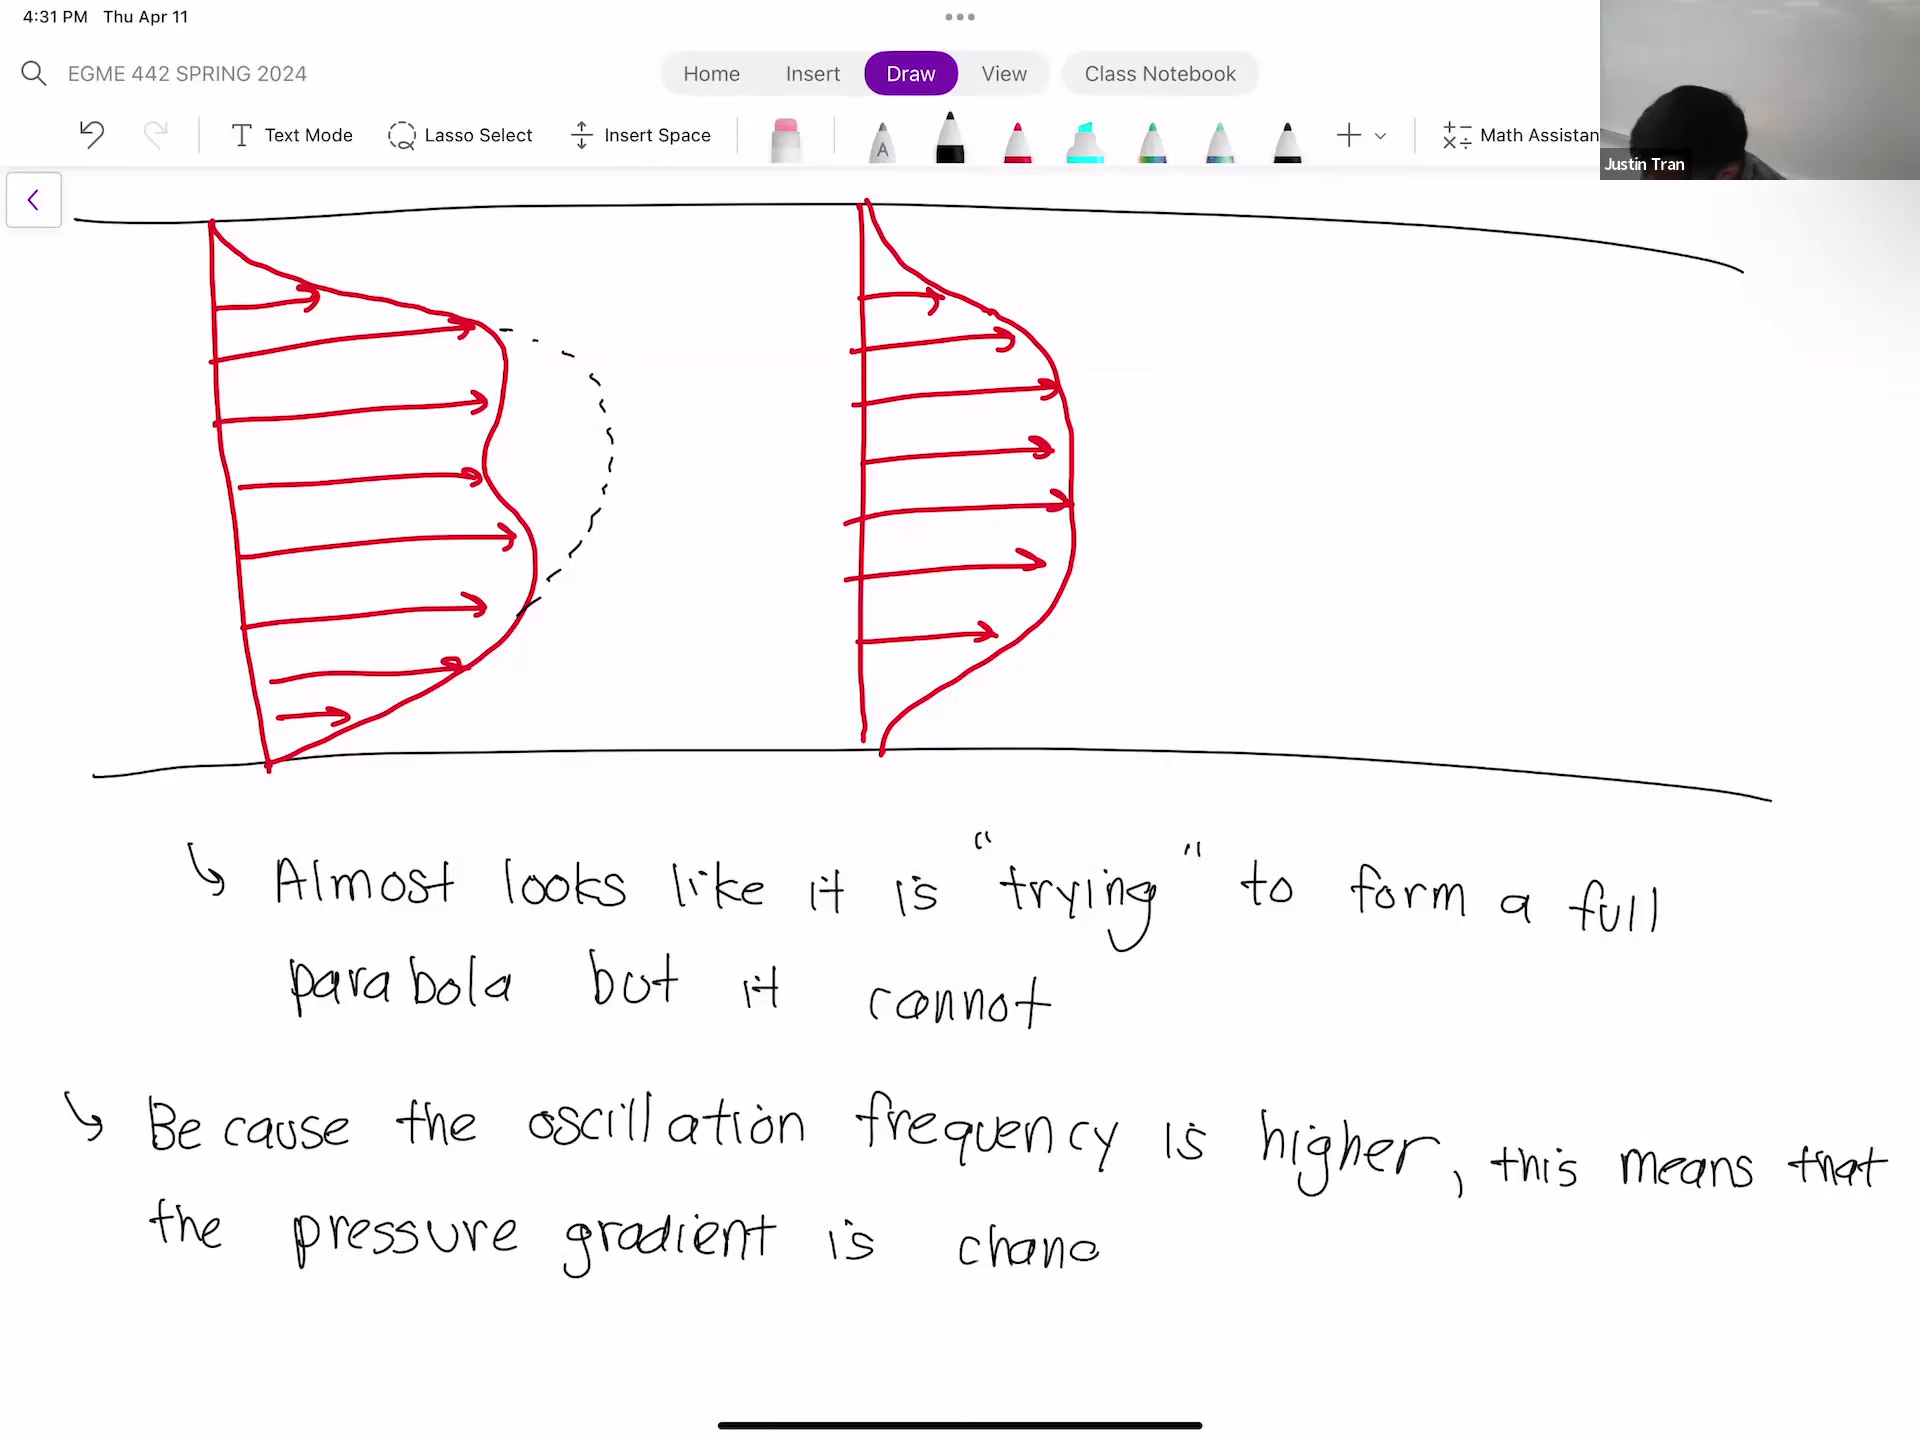 4:31 PM Thu Apr 11
EGME 442 SPRING 2024
Home Insert Draw View Class Notebook
Text Mode Lasso Select Insert Space A Math Assistan
Justin Tran
Almost looks like it is "trying" to form a full
parabola but it cannot
Because the oscillation frequency is higher, this means that
the pressure gradient is chang